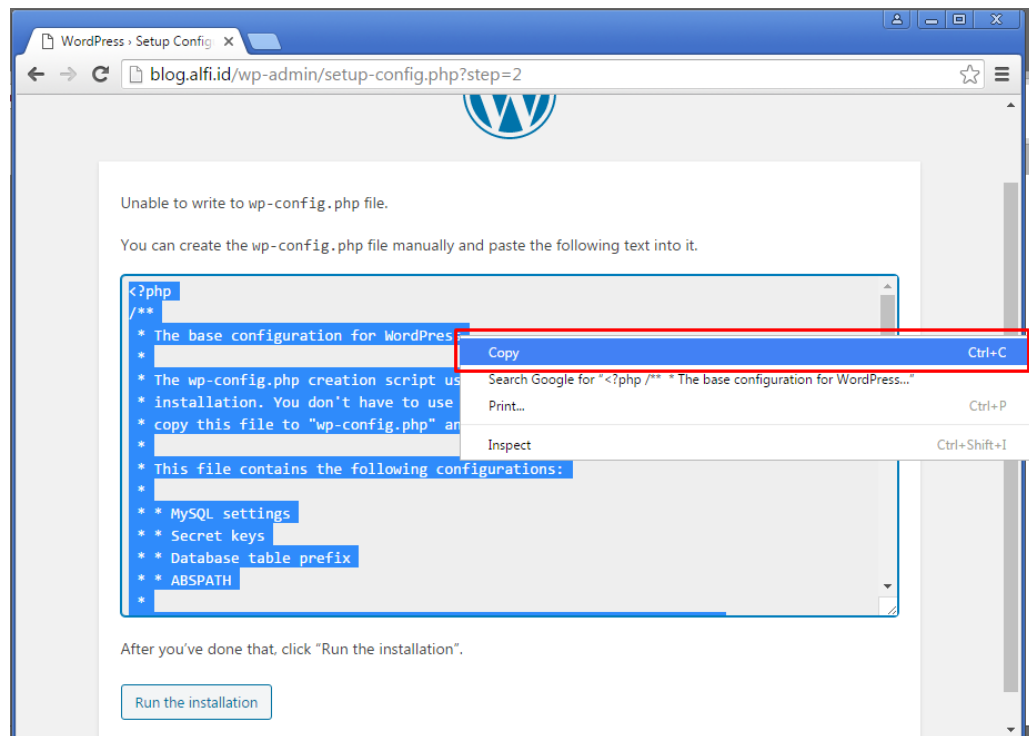 WordPress › Setup Config
blog.alfi.id/wp-admin/setup-config.php?step=2
Unable to write to wp-config.php file.
You can create the wp-config.php file manually and paste the following text into it.
<?php
/**
* The base configuration for WordPress
*
* The wp-config.php creation script us
* installation. You don't have to use
* copy this file to "wp-config.php" an
*
* This file contains the following configurations:
*
* * MySQL settings
* * Secret keys
* * Database table prefix
* * ABSPATH
*
Copy Ctrl+C
Search Google for "<?php /** * The base configuration for WordPress..."
Print... Ctrl+P
Inspect Ctrl+Shift+I
After you've done that, click “Run the installation”.
Run the installation